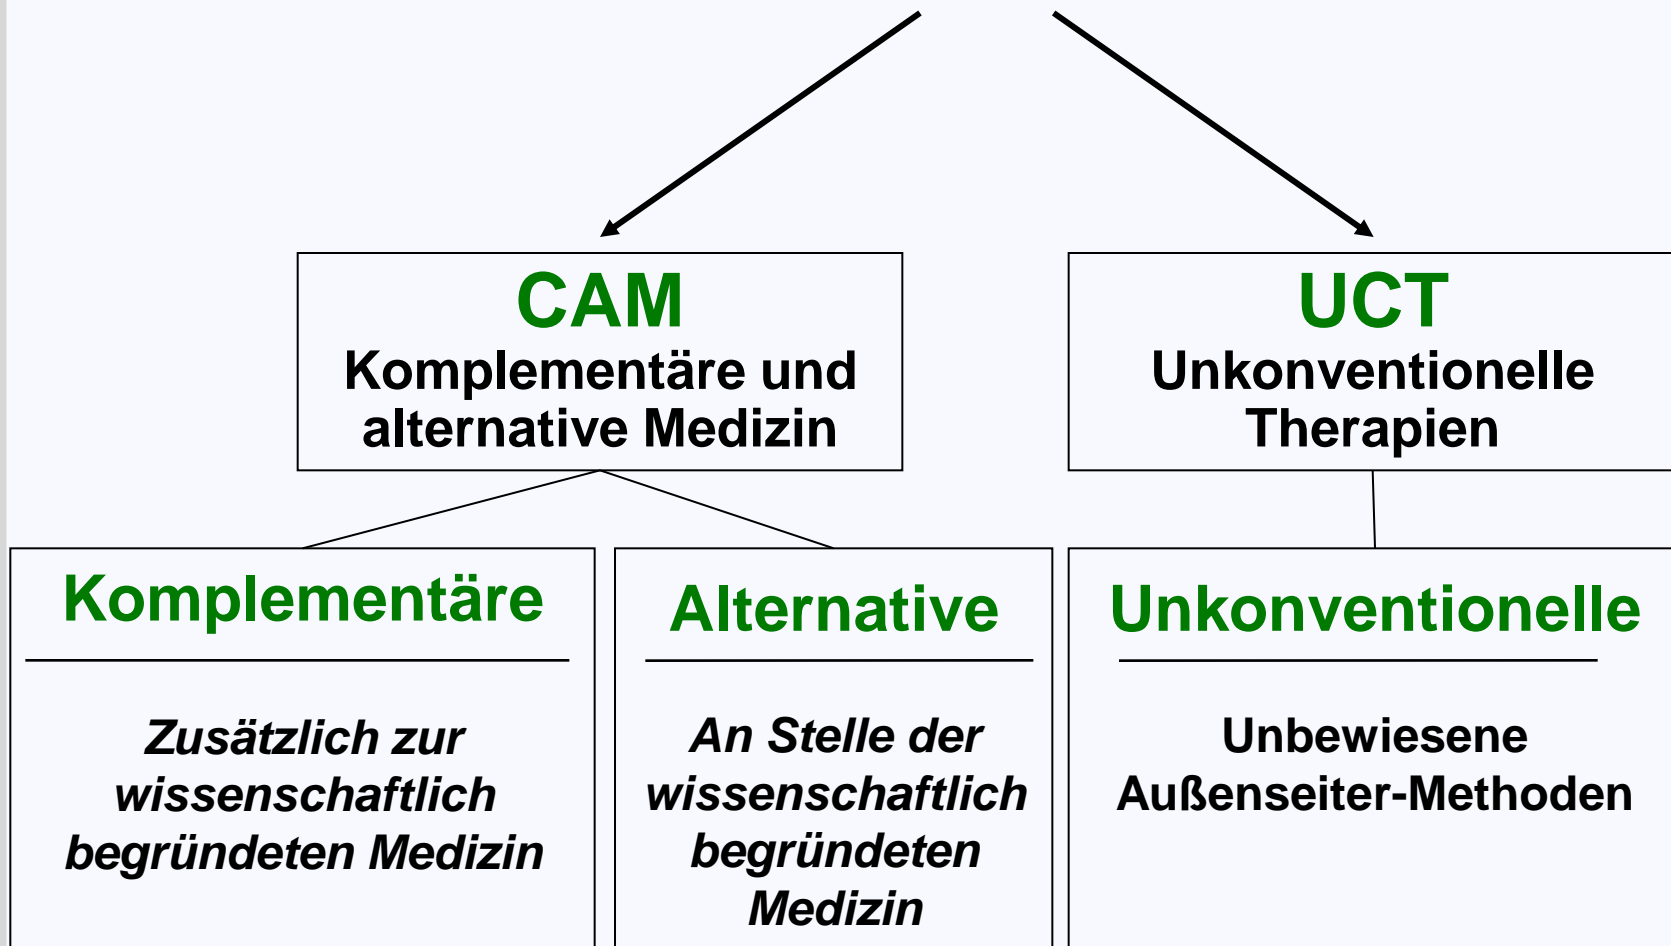 CAM
Komplementäre und
alternative Medizin
UCT
Unkonventionelle
Therapien
Komplementäre
Zusätzlich zur
wissenschaftlich
begründeten Medizin
Alternative
An Stelle der
wissenschaftlich
begründeten
Medizin
Unkonventionelle
Unbewiesene
Außenseiter-Methoden